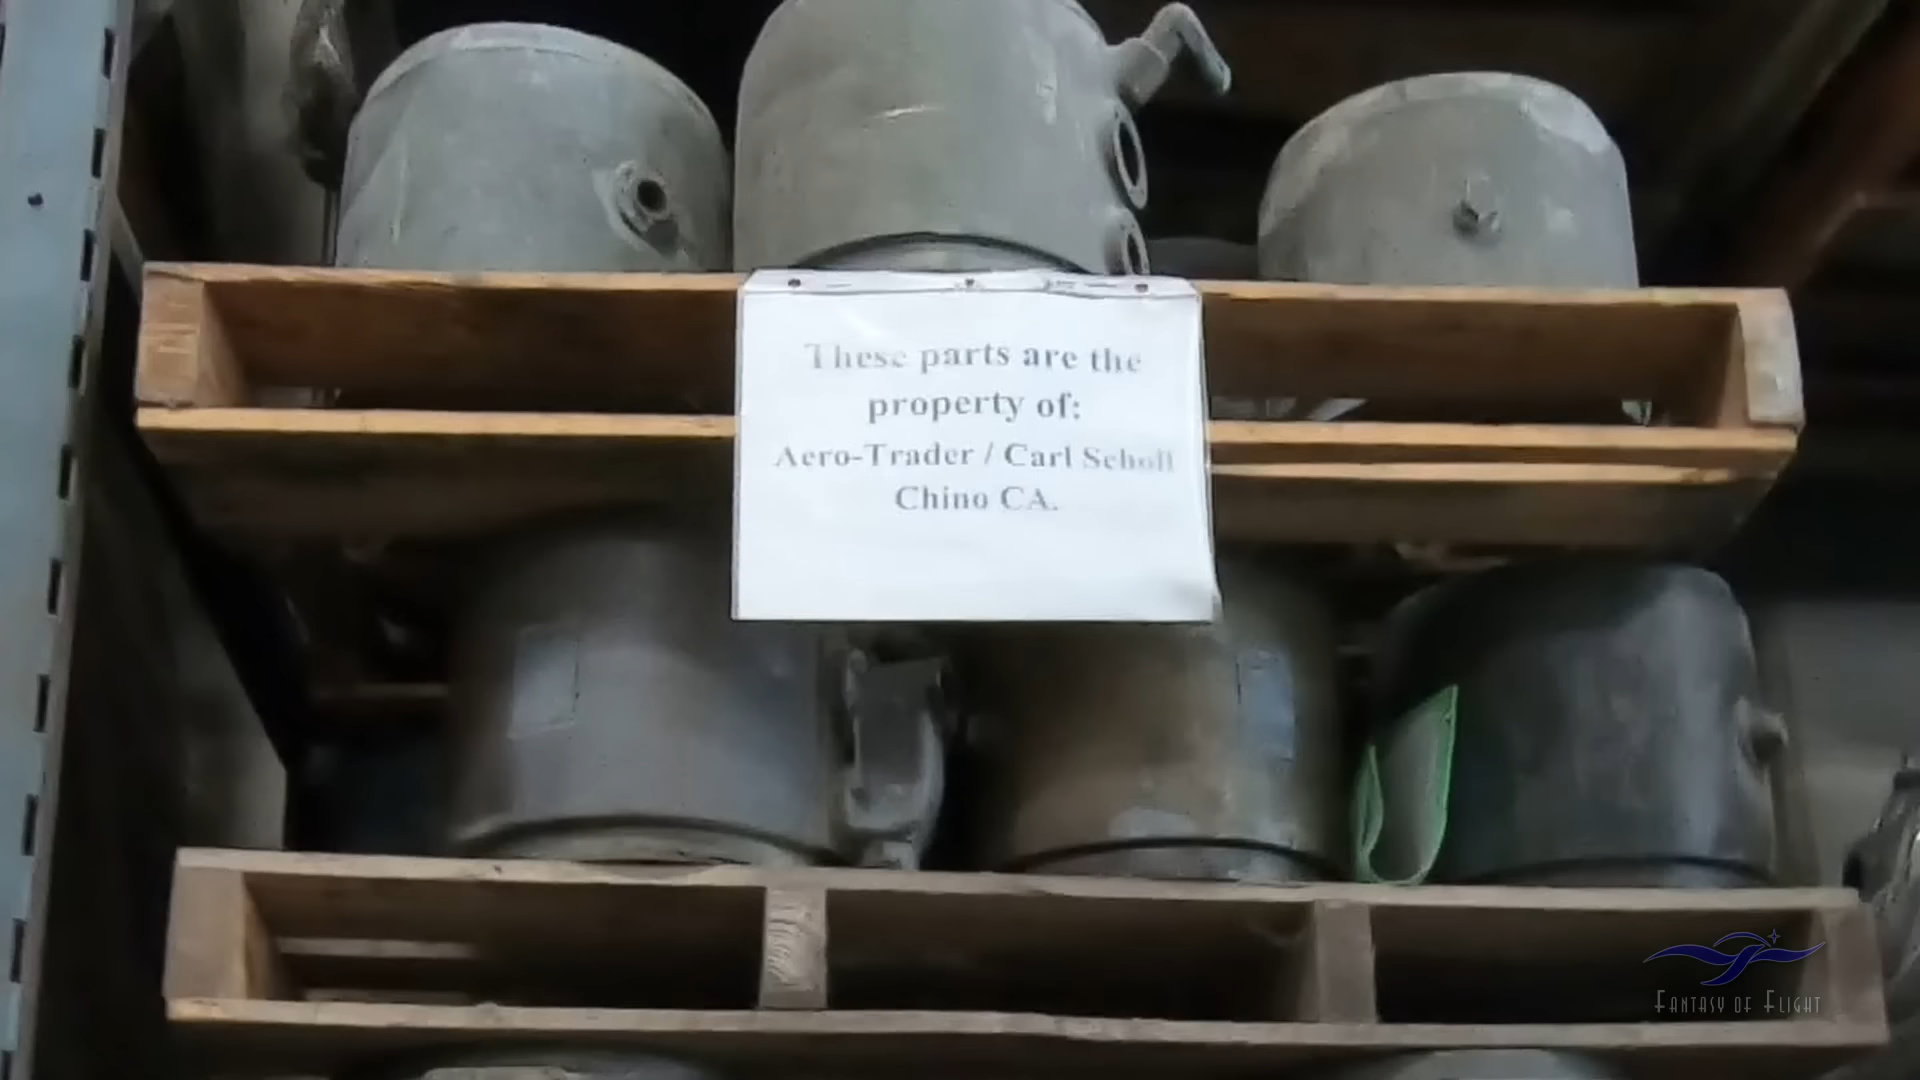 These parts are the
property of:
Aero-Trader / Carl Scholl
Chino CA.
Fantasy of Flight